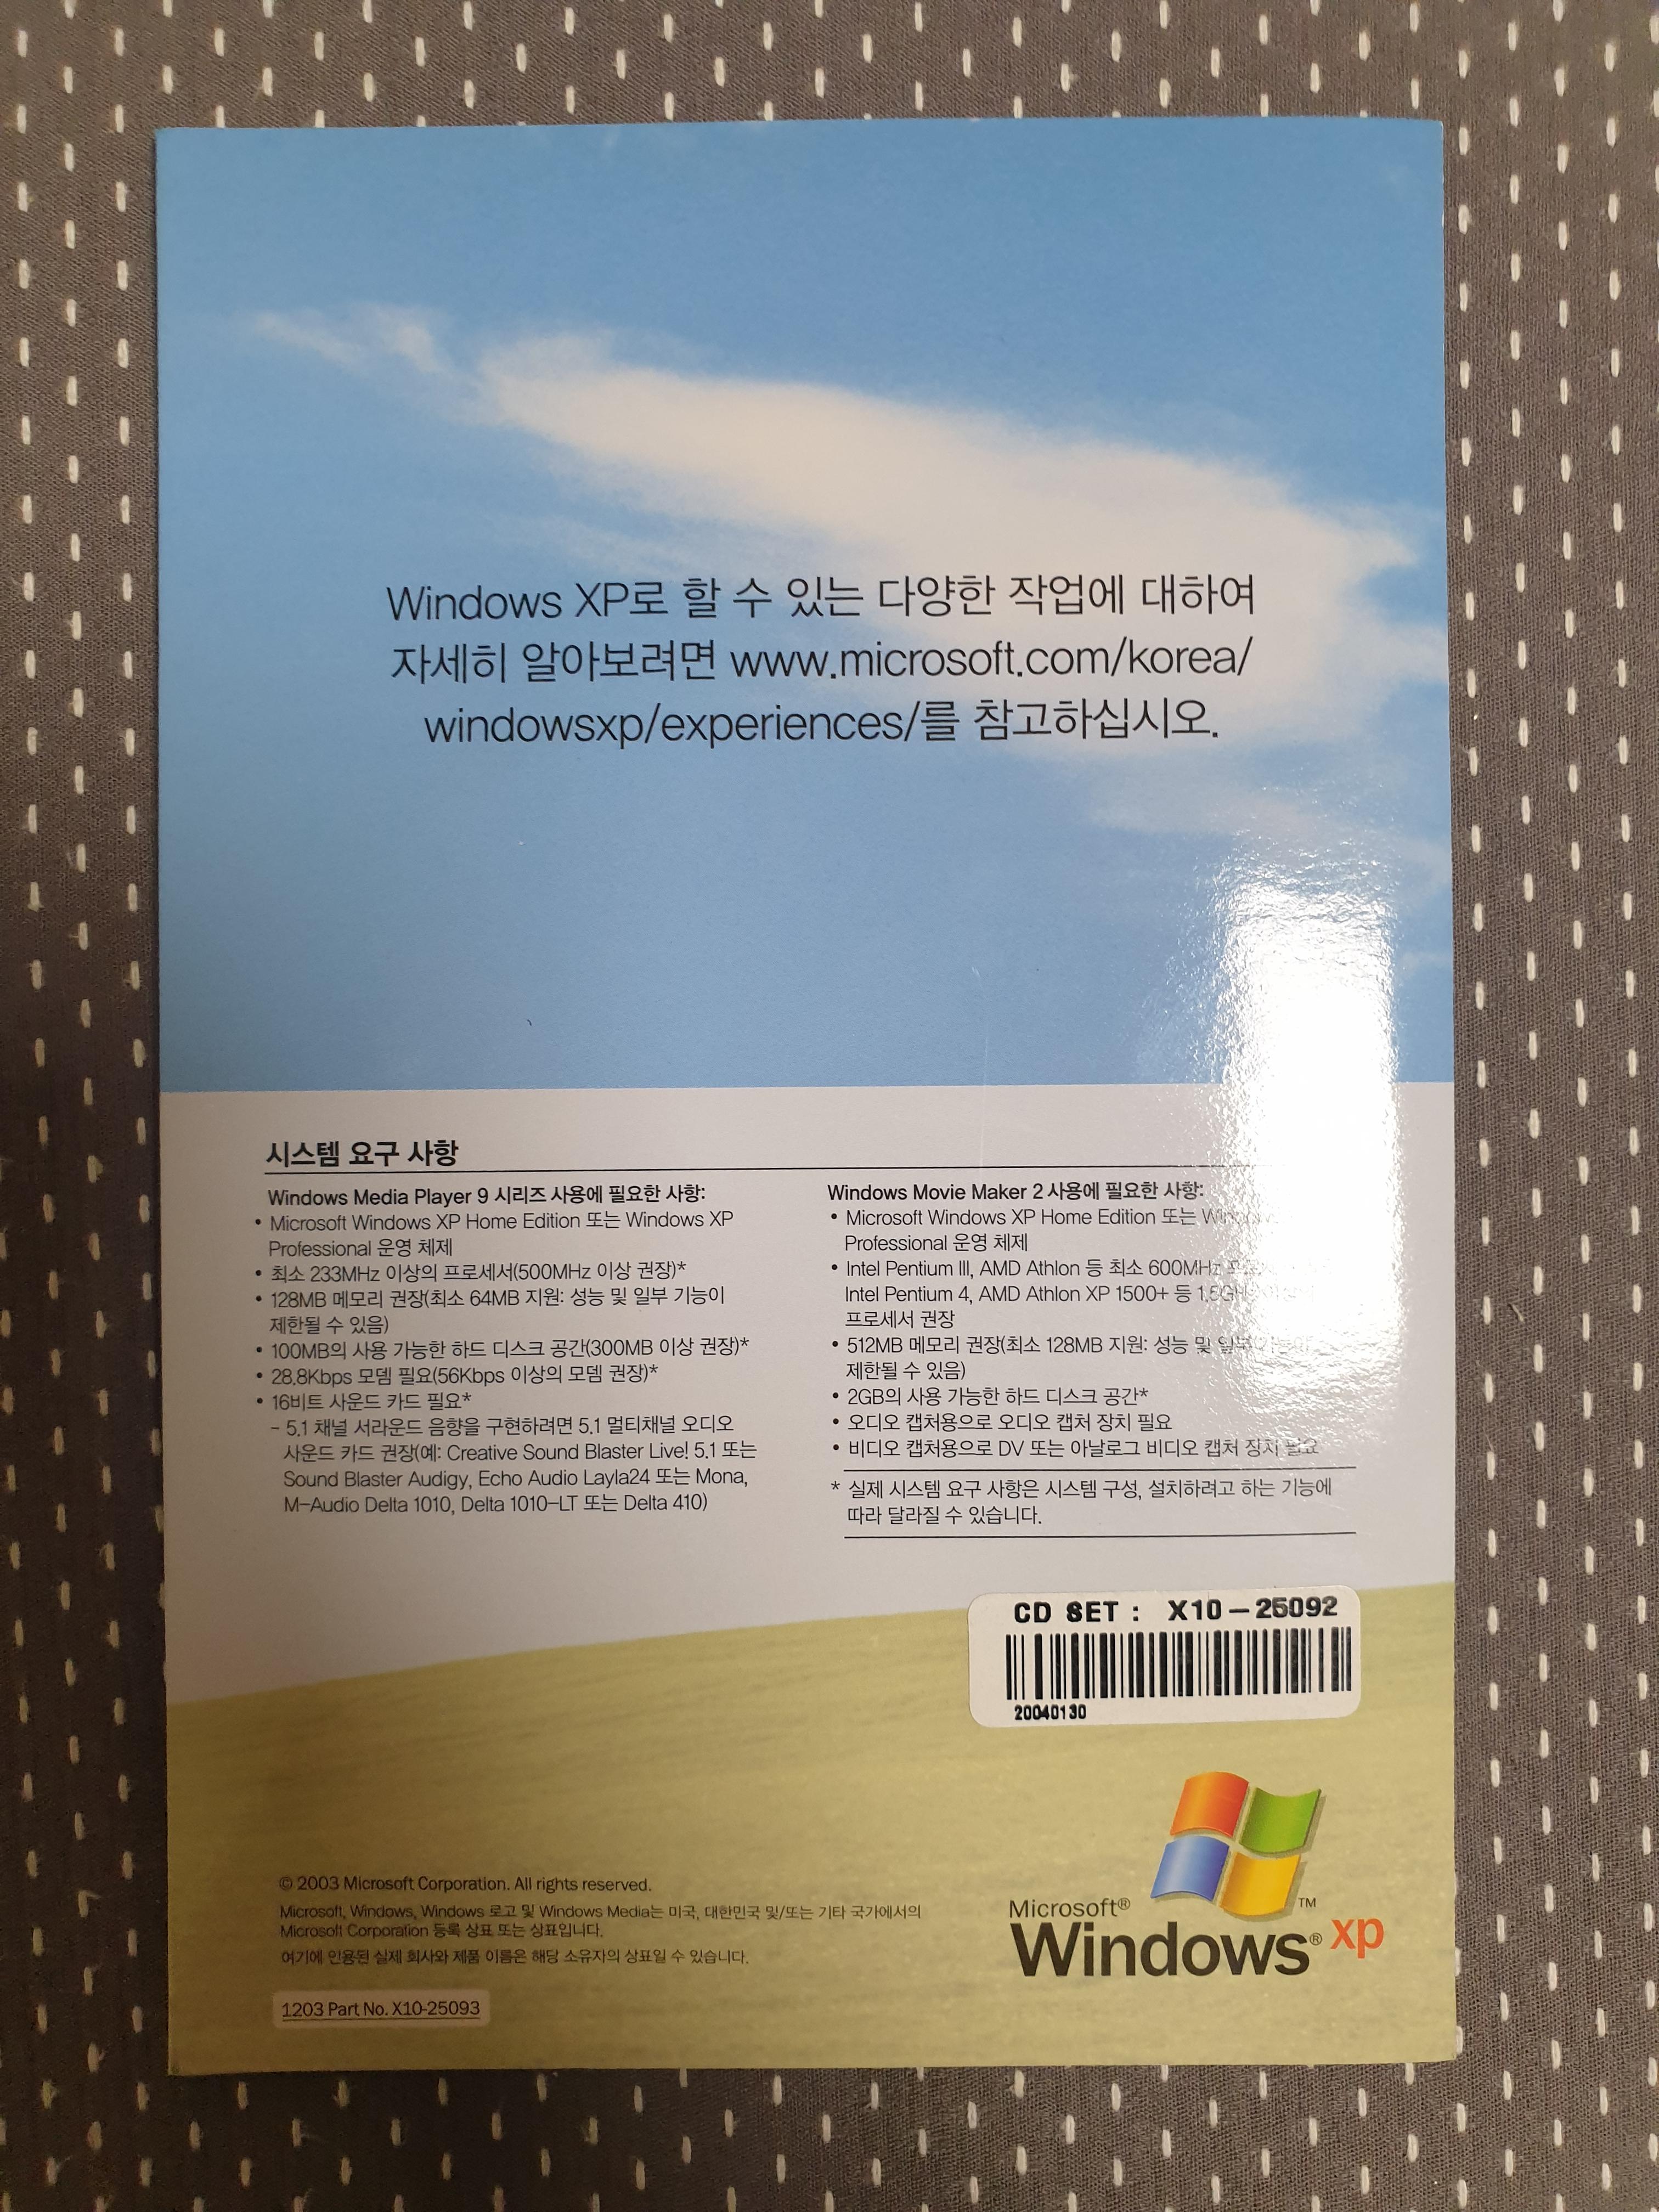 Windows XP로 할 수 있는 다양한 작업에 대하여
자세히 알아보려면 www.microsoft.com/korea/
windowsxp/experiences/를 참고하십시오.
시스템 요구 사항
Windows Media Player 9 시리즈 사용에 필요한 사항:
• Microsoft Windows XP Home Edition 또는 Windows XP
Professional 운영 체제
• 최소 233MHz 이상의 프로세서(500MHz 이상 권장)*
• 128MB 메모리 권장(최소 64MB 지원: 성능 및 일부 기능이
제한될 수 있음)
• 100MB의 사용 가능한 하드 디스크 공간(300MB 이상 권장)*
• 28.8Kbps 모뎀 필요(56Kbps 이상의 모뎀 권장)*
• 16비트 사운드 카드 필요*
- 5.1 채널 서라운드 음향을 구현하려면 5.1 멀티채널 오디오
사운드 카드 권장(예: Creative Sound Blaster Live! 5.1 또는
Sound Blaster Audigy, Echo Audio Layla24 또는 Mona,
M-Audio Delta 1010, Delta 1010-LT 또는 Delta 410)
Windows Movie Maker 2 사용에 필요한 사항:
• Microsoft Windows XP Home Edition 또는
Professional 운영 체제
• Intel Pentium III, AMD Athlon 등 최소 600MHz
Intel Pentium 4, AMD Athlon XP 1500+ 등 1.5GHz
프로세서 권장
• 512MB 메모리 권장(최소 128MB 지원: 성능 및 일부 기능이
제한될 수 있음)
• 2GB의 사용 가능한 하드 디스크 공간*
• 오디오 캡처용으로 오디오 캡처 장치 필요
• 비디오 캡처용으로 DV 또는 아날로그 비디오 캡처 장치 필요
* 실제 시스템 요구 사항은 시스템 구성, 설치하려고 하는 기능에
따라 달라질 수 있습니다.
CD SET : X10-25092
20040130
© 2003 Microsoft Corporation. All rights reserved.
Microsoft, Windows, Windows 로고 및 Windows Media는 미국, 대한민국 및/또는 기타 국가에서의
Microsoft Corporation 등록 상표 또는 상표입니다.
여기에 인용된 실제 회사와 제품 이름은 해당 소유자의 상표일 수 있습니다.
1203 Part No. X10-25093
TM
Microsoft®
Windows® xp